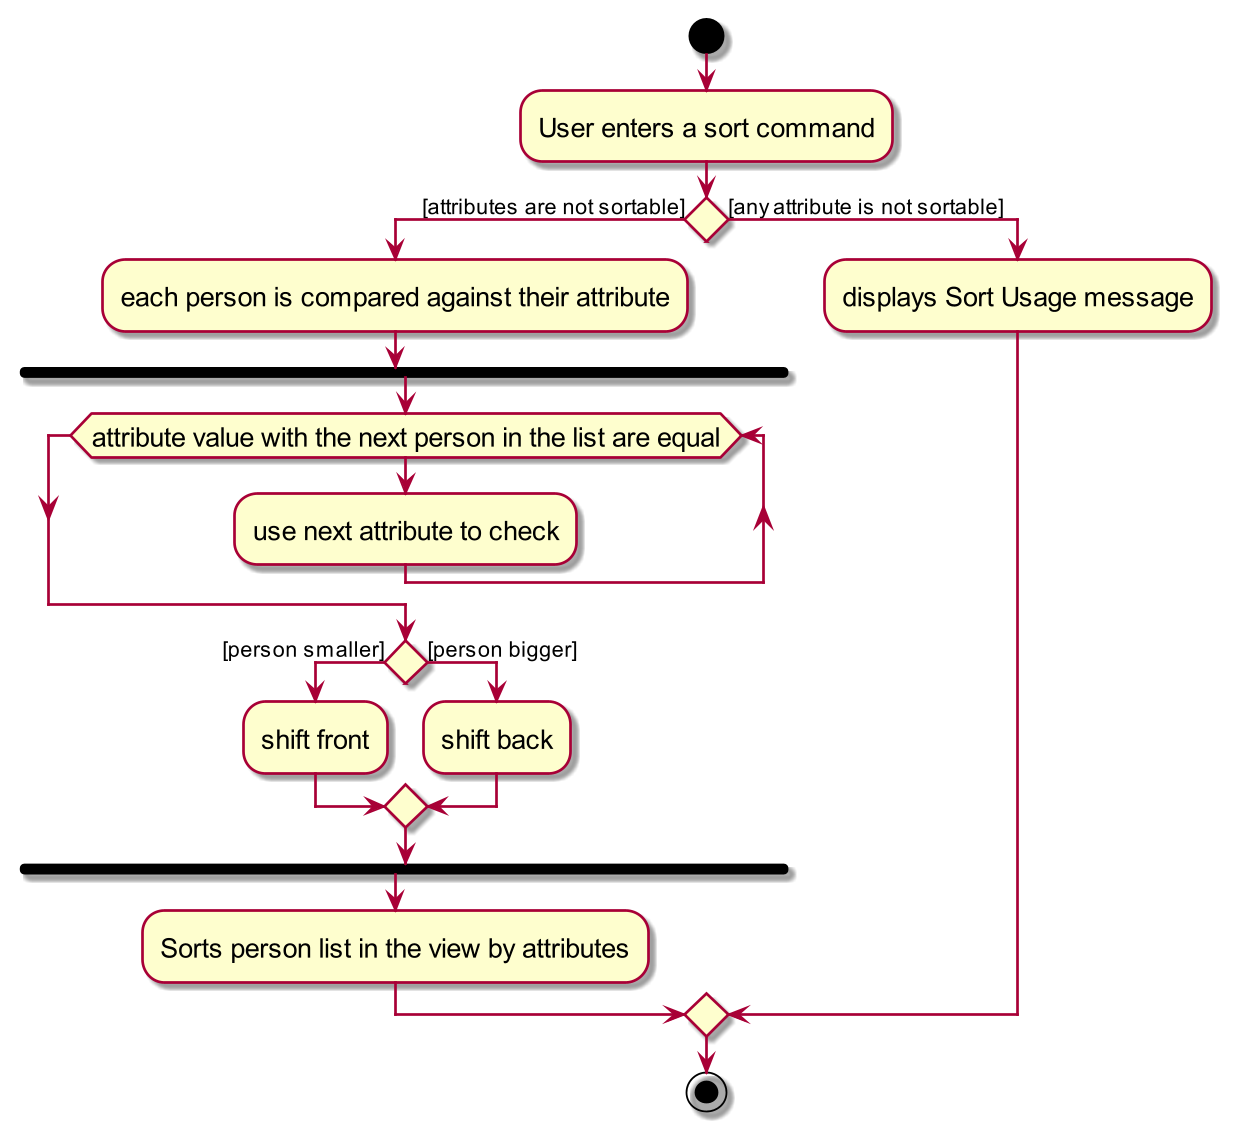 User enters a sort command
[attributes are not sortable]
[any attribute is not sortable]
each person is compared against their attribute
displays Sort Usage message
attribute value with the next person in the list are equal
use next attribute to check
[person smaller]
[person bigger]
shift front
shift back
Sorts person list in the view by attributes